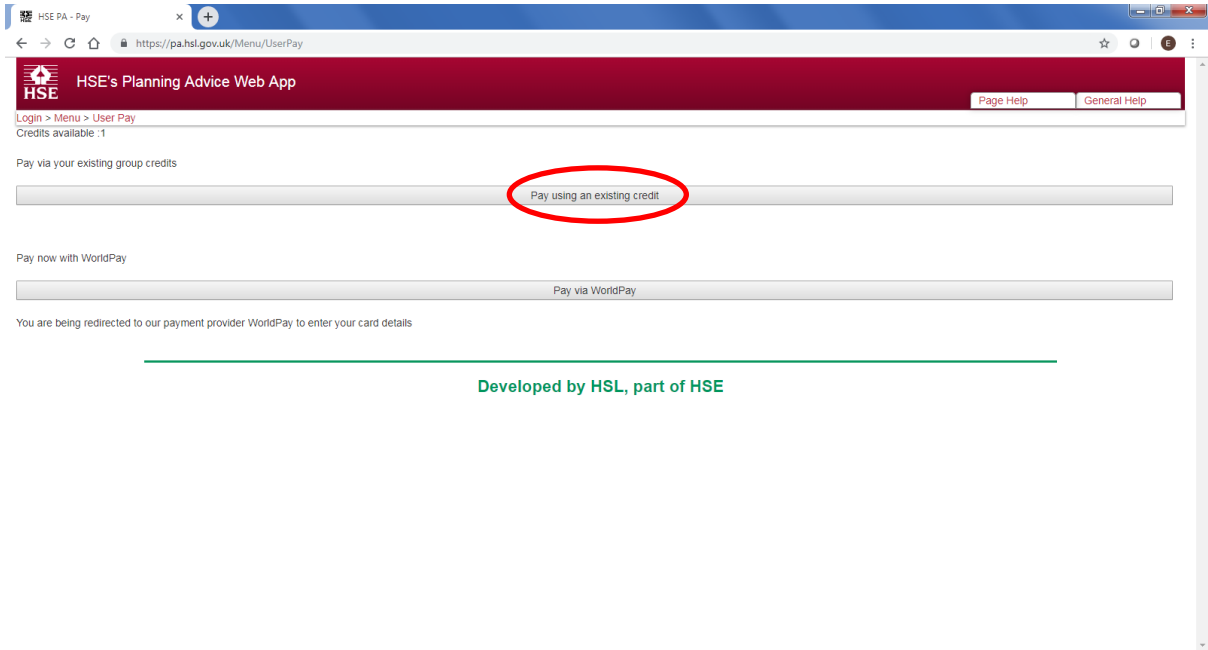 HSE PA - Pay
https://pa.hsl.gov.uk/Menu/UserPay
E
HSE
HSE's Planning Advice Web App
Page Help
General Help
Login > Menu > User Pay
Credits available :1
Pay via your existing group credits
Pay using an existing credit
Pay now with WorldPay
Pay via WorldPay
You are being redirected to our payment provider WorldPay to enter your card details
Developed by HSL, part of HSE